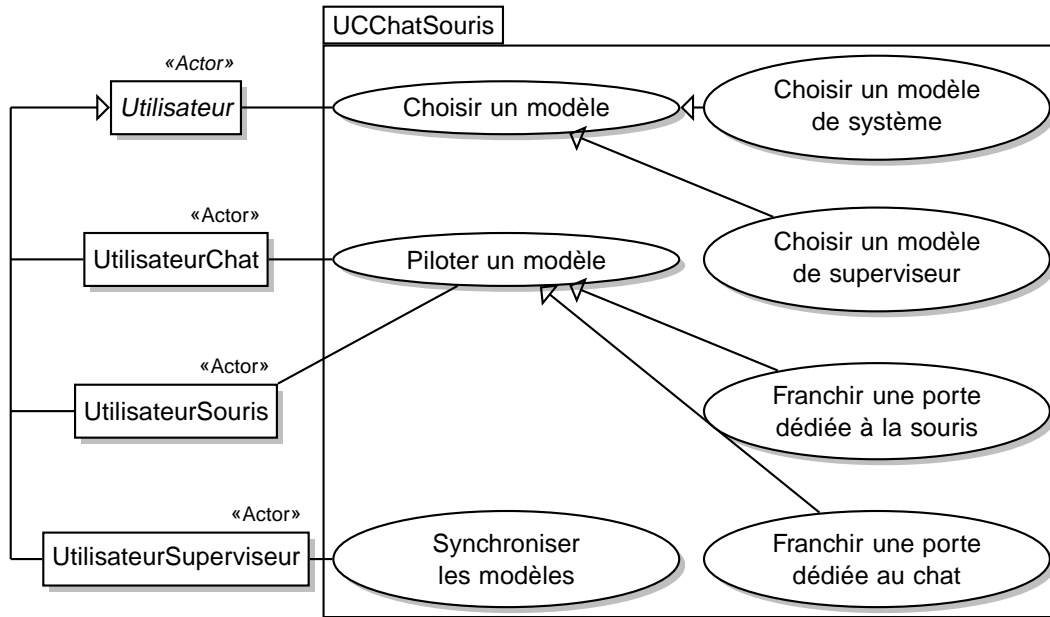 UCChatSouris
«Actor»
Utilisateur
Choisir un modèle
Choisir un modèle
de système
«Actor»
UtilisateurChat
Piloter un modèle
Choisir un modèle
de superviseur
«Actor»
UtilisateurSouris
Franchir une porte
dédiée à la souris
«Actor»
UtilisateurSuperviseur
Synchroniser
les modèles
Franchir une porte
dédiée au chat